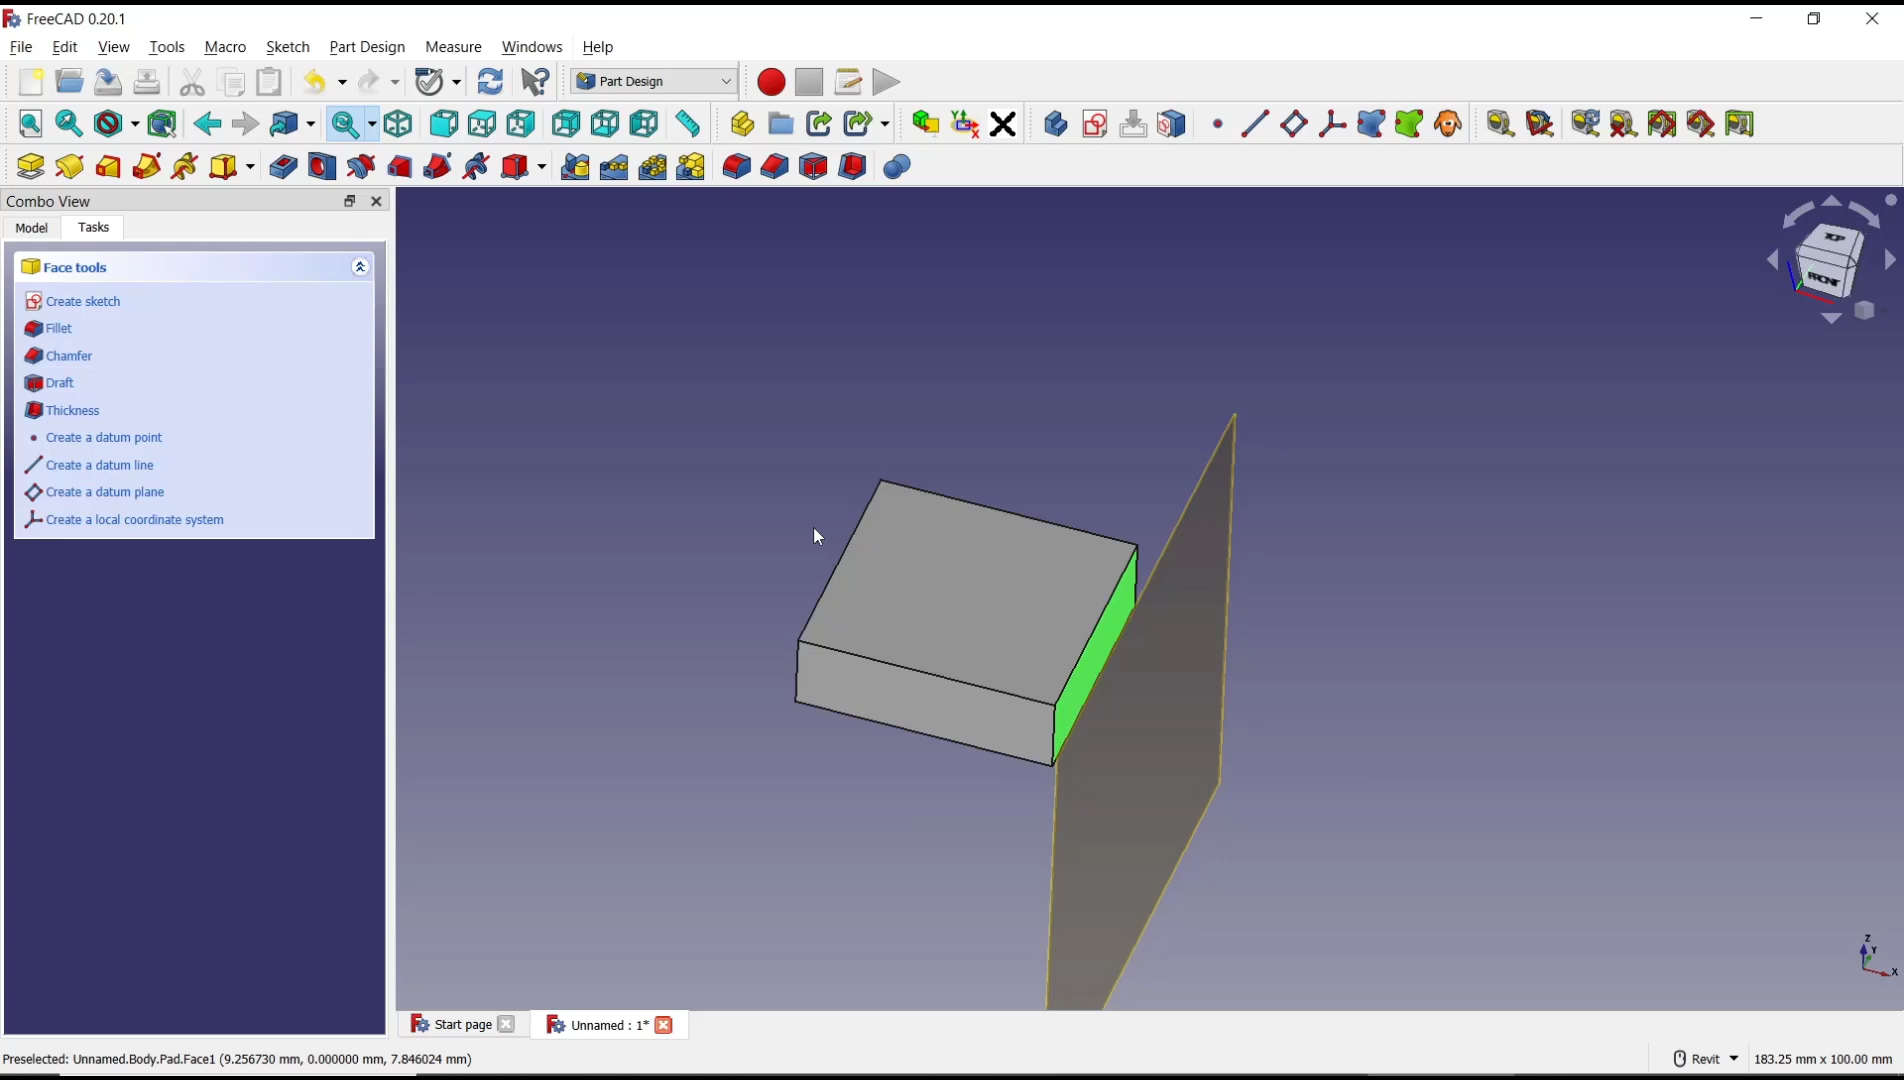 FreeCAD 0.20.1
File Edit View Tools Macro Sketch Part Design Measure Windows Help
Part Design
Combo View
Model Tasks
Face tools
Create sketch
Fillet
Chamfer
Draft
Thickness
Create a datum point
Create a datum line
Create a datum plane
Create a local coordinate system
TOP
FRONT
Z
Y
X
Start page
Unnamed : 1*
Preselected: Unnamed.Body.Pad.Face1 (9.256730 mm, 0.000000 mm, 7.846024 mm)
Revit
183.25 mm x 100.00 mm